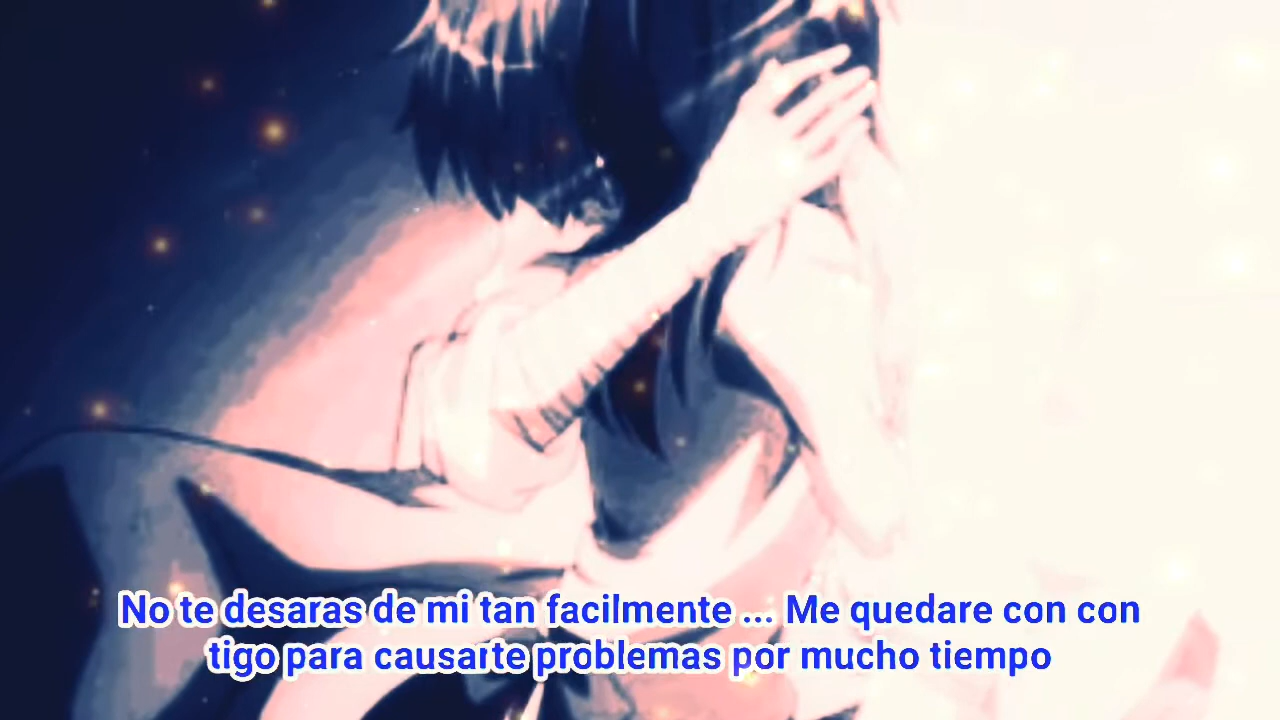 No te desaras de mi tan facilmente ... Me quedare con con
tigo para causarte problemas por mucho tiempo